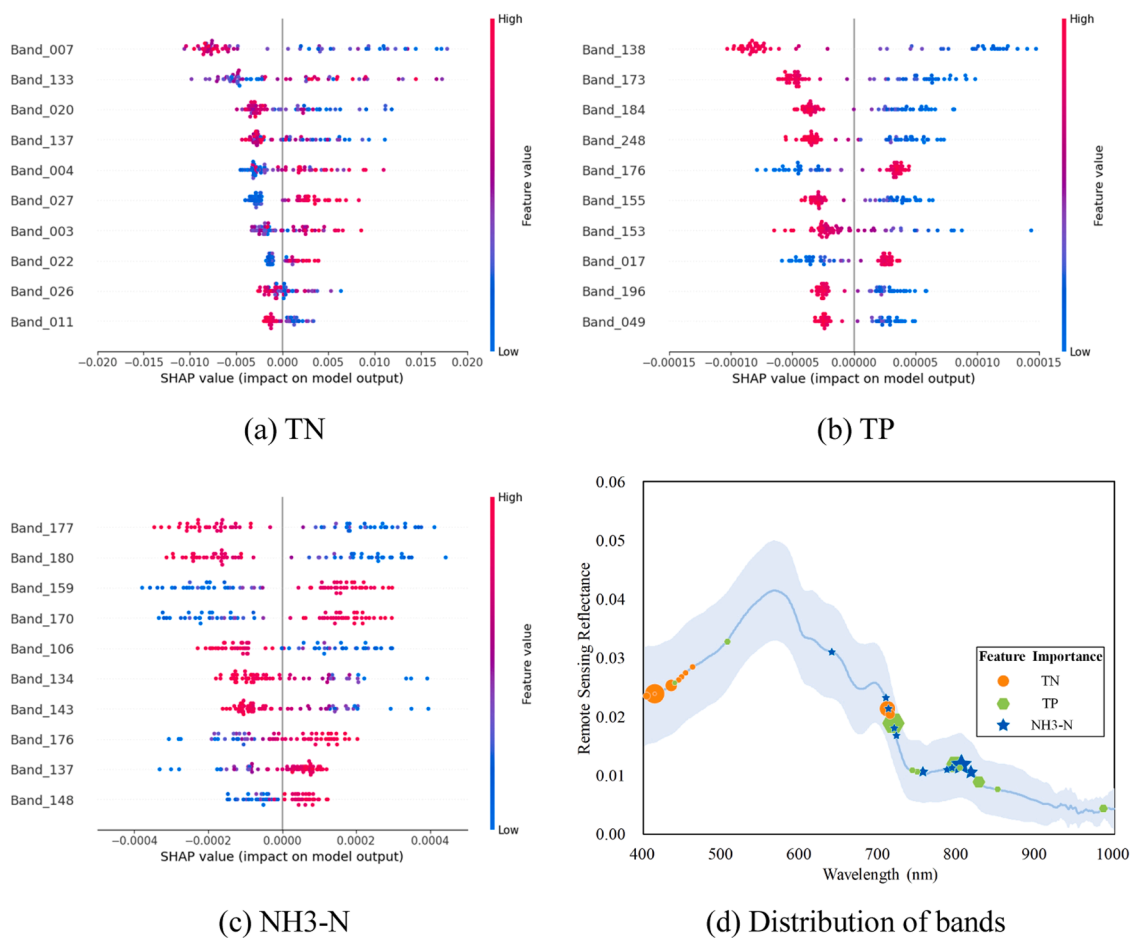 High
Band_007
Band_133
Band_020
Band_137
Band_004
Band_027
Band_003
Band_022
Band_026
Band_011
Feature value
Low
−0.020 −0.015 −0.010 −0.005 0.000 0.005 0.010 0.015 0.020
SHAP value (impact on model output)
(a) TN
High
Band_138
Band_173
Band_184
Band_248
Band_176
Band_155
Band_153
Band_017
Band_196
Band_049
Feature value
Low
−0.00015 −0.00010 −0.00005 0.00000 0.00005 0.00010 0.00015
SHAP value (impact on model output)
(b) TP
High
Band_177
Band_180
Band_159
Band_170
Band_106
Band_134
Band_143
Band_176
Band_137
Band_148
Feature value
Low
−0.0004 −0.0002 0.0000 0.0002 0.0004
SHAP value (impact on model output)
(c) NH3-N
0.06
0.05
0.04
0.03
0.02
0.01
0.00
Remote Sensing Reflectance
Feature Importance
TN
TP
NH3-N
400 500 600 700 800 900 1000
Wavelength (nm)
(d) Distribution of bands